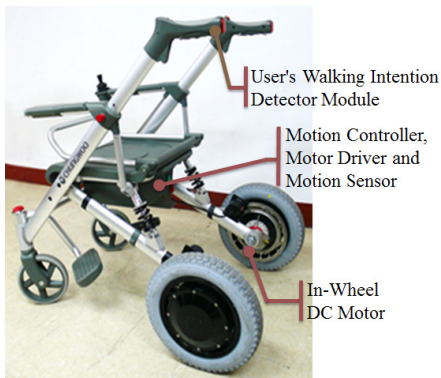 User's Walking Intention
Detector Module
Motion Controller,
Motor Driver and
Motion Sensor
In-Wheel
DC Motor